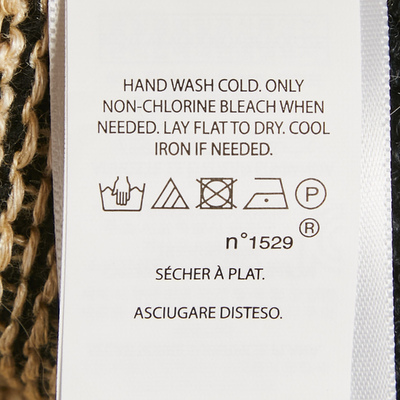 HAND WASH COLD. ONLY
NON-CHLORINE BLEACH WHEN
NEEDED. LAY FLAT TO DRY. COOL
IRON IF NEEDED.
P
n°1529 ®
SÉCHER À PLAT.
ASCIUGARE DISTESO.